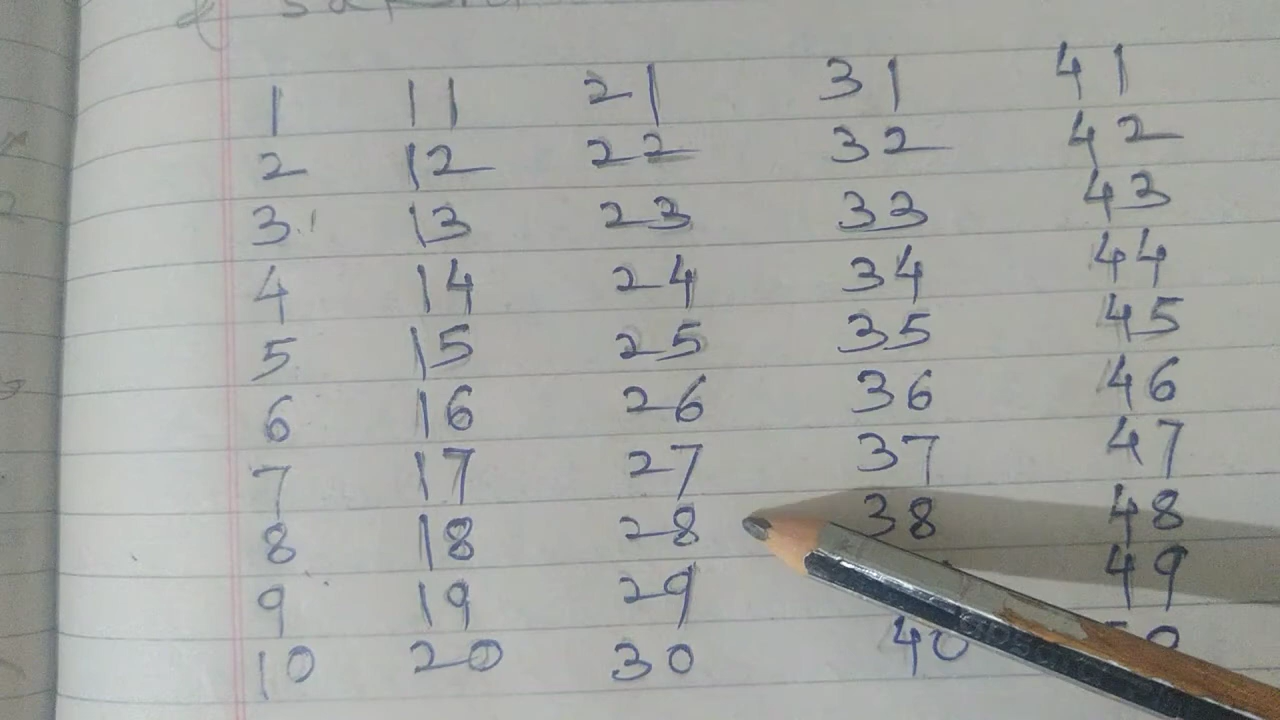 1 11 21 31 41
2 12 22 32 42
3 13 23 33 43
4 14 24 34 44
5 15 25 35 45
6 16 26 36 46
7 17 27 37 47
8 18 28 38 48
9 19 29 49
10 20 30 40